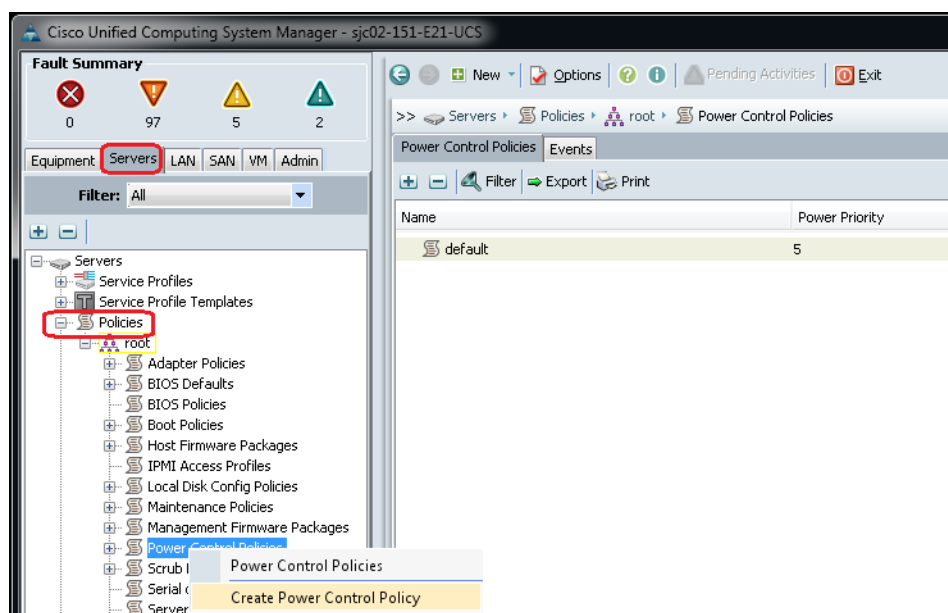 Cisco Unified Computing System Manager - sjc02-151-E21-UCS
Fault Summary
0 97 5 2
New Options ? i Pending Activities Exit
>> Servers Policies root Power Control Policies
Equipment Servers LAN SAN VM Admin
Filter: All
Power Control Policies Events
Filter Export Print
Name Power Priority
default 5
Servers
Service Profiles
T Service Profile Templates
Policies
root
Adapter Policies
BIOS Defaults
BIOS Policies
Boot Policies
Host Firmware Packages
IPMI Access Profiles
Local Disk Config Policies
Maintenance Policies
Management Firmware Packages
Power Control Policies
Scrub
Serial
Server
Power Control Policies
Create Power Control Policy